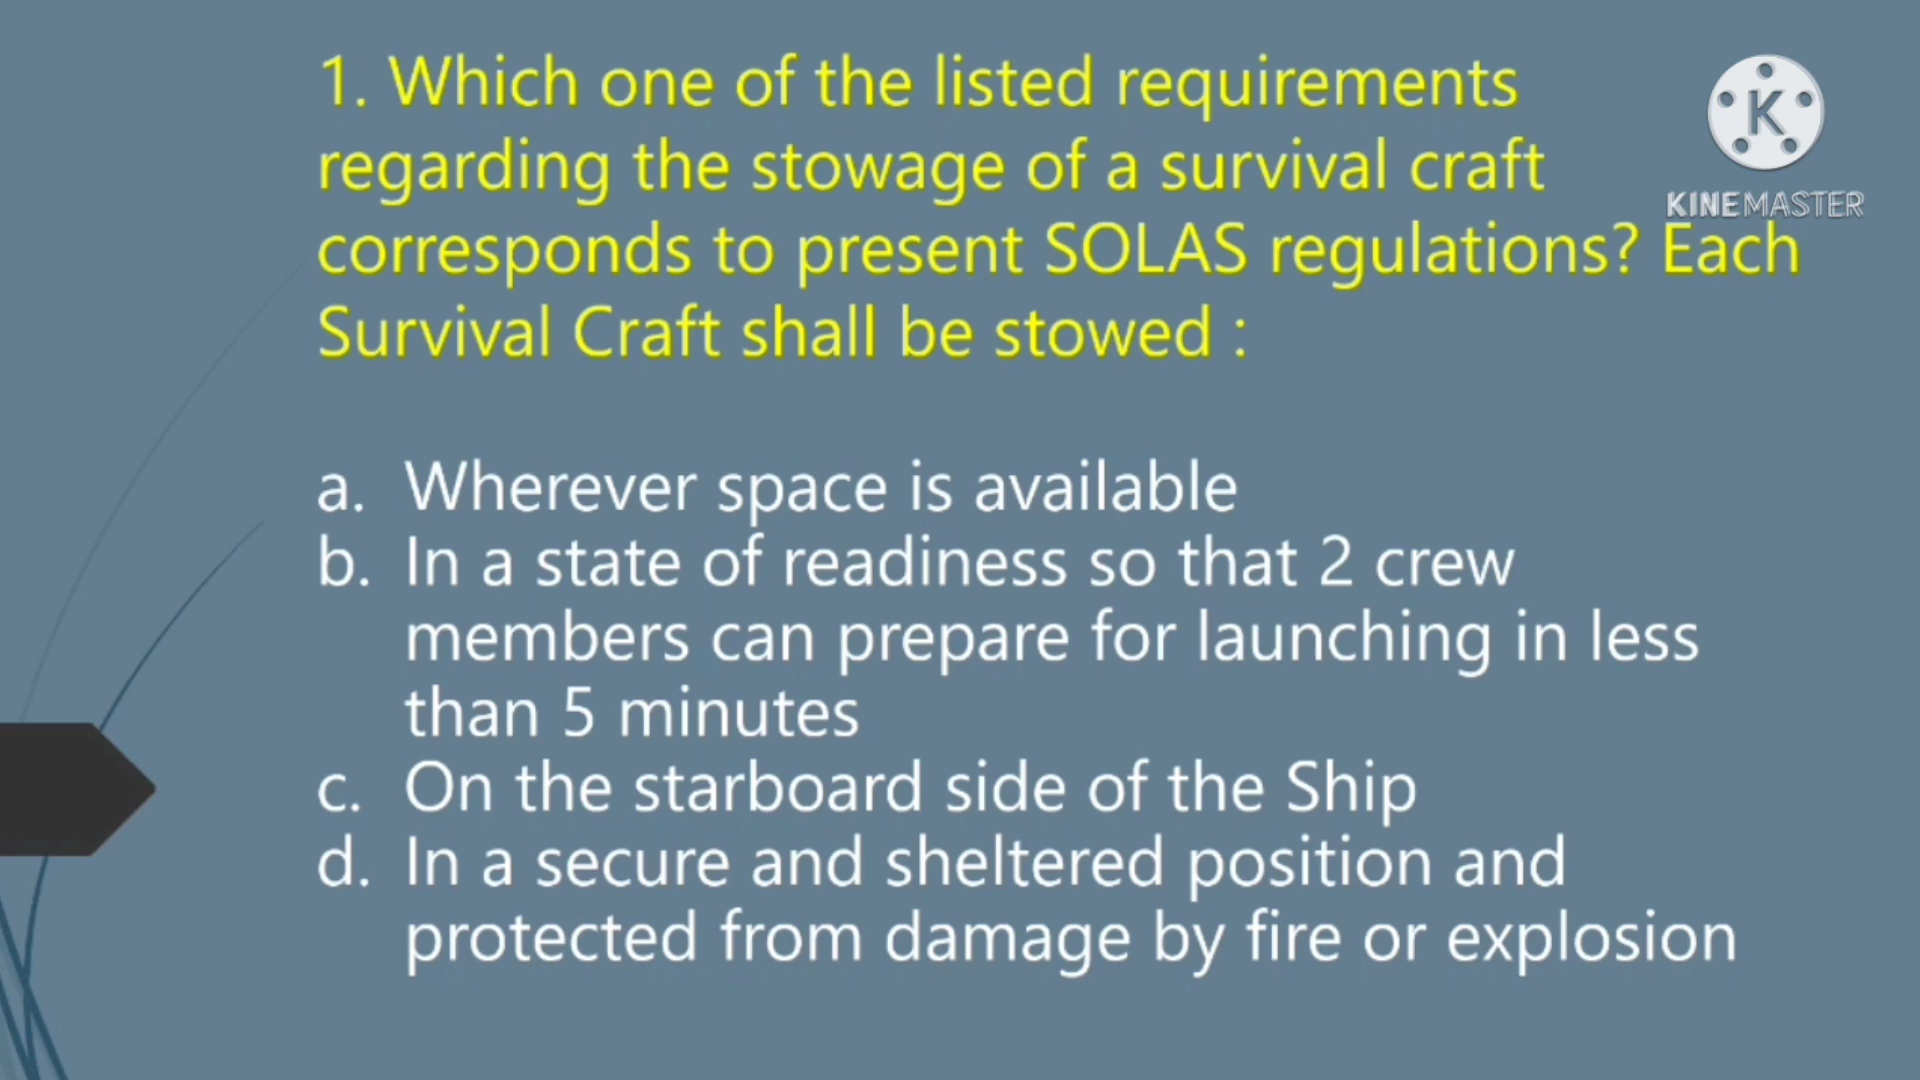 1. Which one of the listed requirements
regarding the stowage of a survival craft
corresponds to present SOLAS regulations? Each
Survival Craft shall be stowed :
a. Wherever space is available
b. In a state of readiness so that 2 crew
members can prepare for launching in less
than 5 minutes
c. On the starboard side of the Ship
d. In a secure and sheltered position and
protected from damage by fire or explosion
K
KINEMASTER